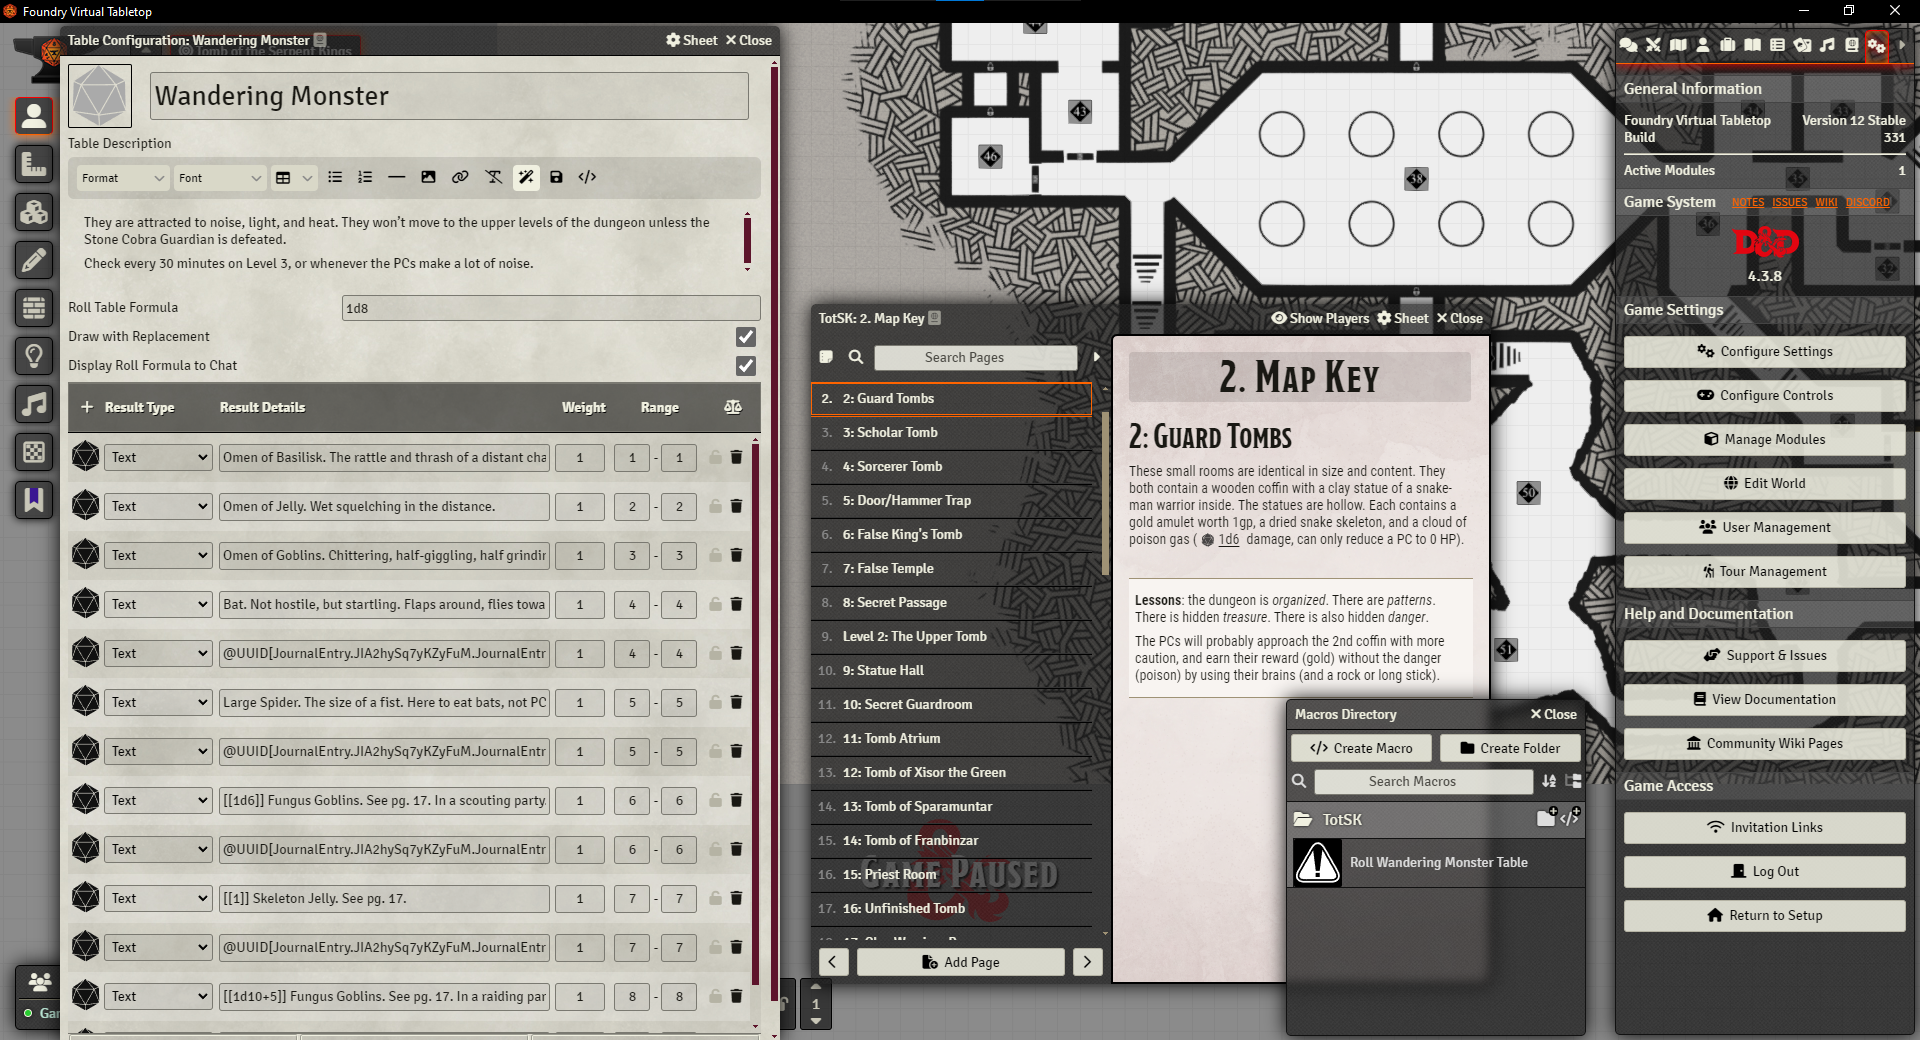 Foundry Virtual Tabletop
Table Configuration: Wandering Monster
Sheet
Close
Tomb of the Serpent Kings
Wandering Monster
Table Description
Format
Font
They are attracted to noise, light, and heat. They won't move to the upper levels of the dungeon unless the
Stone Cobra Guardian is defeated.
Check every 30 minutes on Level 3, or whenever the PCs make a lot of noise.
Roll Table Formula
1d8
Draw with Replacement
Display Roll Formula to Chat
+ Result Type Result Details Weight Range
Text Omen of Basilisk. The rattle and thrash of a distant cha 1 1 - 1
Text Omen of Jelly. Wet squelching in the distance. 1 2 - 2
Text Omen of Goblins. Chittering, half-giggling, half grindin 1 3 - 3
Text Bat. Not hostile, but startling. Flaps around, flies towa 1 4 - 4
Text @UUID[JournalEntry.JIA2hySq7yKZyFuM.JournalEntr 1 4 - 4
Text Large Spider. The size of a fist. Here to eat bats, not PC 1 5 - 5
Text @UUID[JournalEntry.JIA2hySq7yKZyFuM.JournalEntr 1 5 - 5
Text [[1d6]] Fungus Goblins. See pg. 17. In a scouting party. 1 6 - 6
Text @UUID[JournalEntry.JIA2hySq7yKZyFuM.JournalEntr 1 6 - 6
Text [[1]] Skeleton Jelly. See pg. 17. 1 7 - 7
Text @UUID[JournalEntry.JIA2hySq7yKZyFuM.JournalEntr 1 7 - 7
Text [[1d10+5]] Fungus Goblins. See pg. 17. In a raiding par 1 8 - 8
Gar
1
43
46
38
50
51
TotSK: 2. Map Key
Show Players
Sheet
Close
Search Pages
2. 2: Guard Tombs
3. 3: Scholar Tomb
4. 4: Sorcerer Tomb
5. 5: Door/Hammer Trap
6. 6: False King's Tomb
7. 7: False Temple
8. 8: Secret Passage
9. Level 2: The Upper Tomb
10. 9: Statue Hall
11. 10: Secret Guardroom
12. 11: Tomb Atrium
13. 12: Tomb of Xisor the Green
14. 13: Tomb of Sparamuntar
15. 14: Tomb of Franbinzar
16. 15: Priest Room
17. 16: Unfinished Tomb
Game Paused
Add Page
2. Map Key
2: Guard Tombs
These small rooms are identical in size and content. They
both contain a wooden coffin with a clay statue of a snake-
man warrior inside. The statues are hollow. Each contains a
gold amulet worth 1gp, a dried snake skeleton, and a cloud of
poison gas ( 1d6 damage, can only reduce a PC to 0 HP).
Lessons: the dungeon is organized. There are patterns.
There is hidden treasure. There is also hidden danger.
The PCs will probably approach the 2nd coffin with more
caution, and earn their reward (gold) without the danger
(poison) by using their brains (and a rock or long stick).
Macros Directory
Close
Create Macro
Create Folder
Search Macros
TotSK
Roll Wandering Monster Table
General Information
Foundry Virtual Tabletop Version 12 Stable
Build 331
Active Modules 1
Game System NOTES ISSUES WIKI DISCORD
D&D
4.3.8
Game Settings
Configure Settings
Configure Controls
Manage Modules
Edit World
User Management
Tour Management
Help and Documentation
Support & Issues
View Documentation
Community Wiki Pages
Game Access
Invitation Links
Log Out
Return to Setup